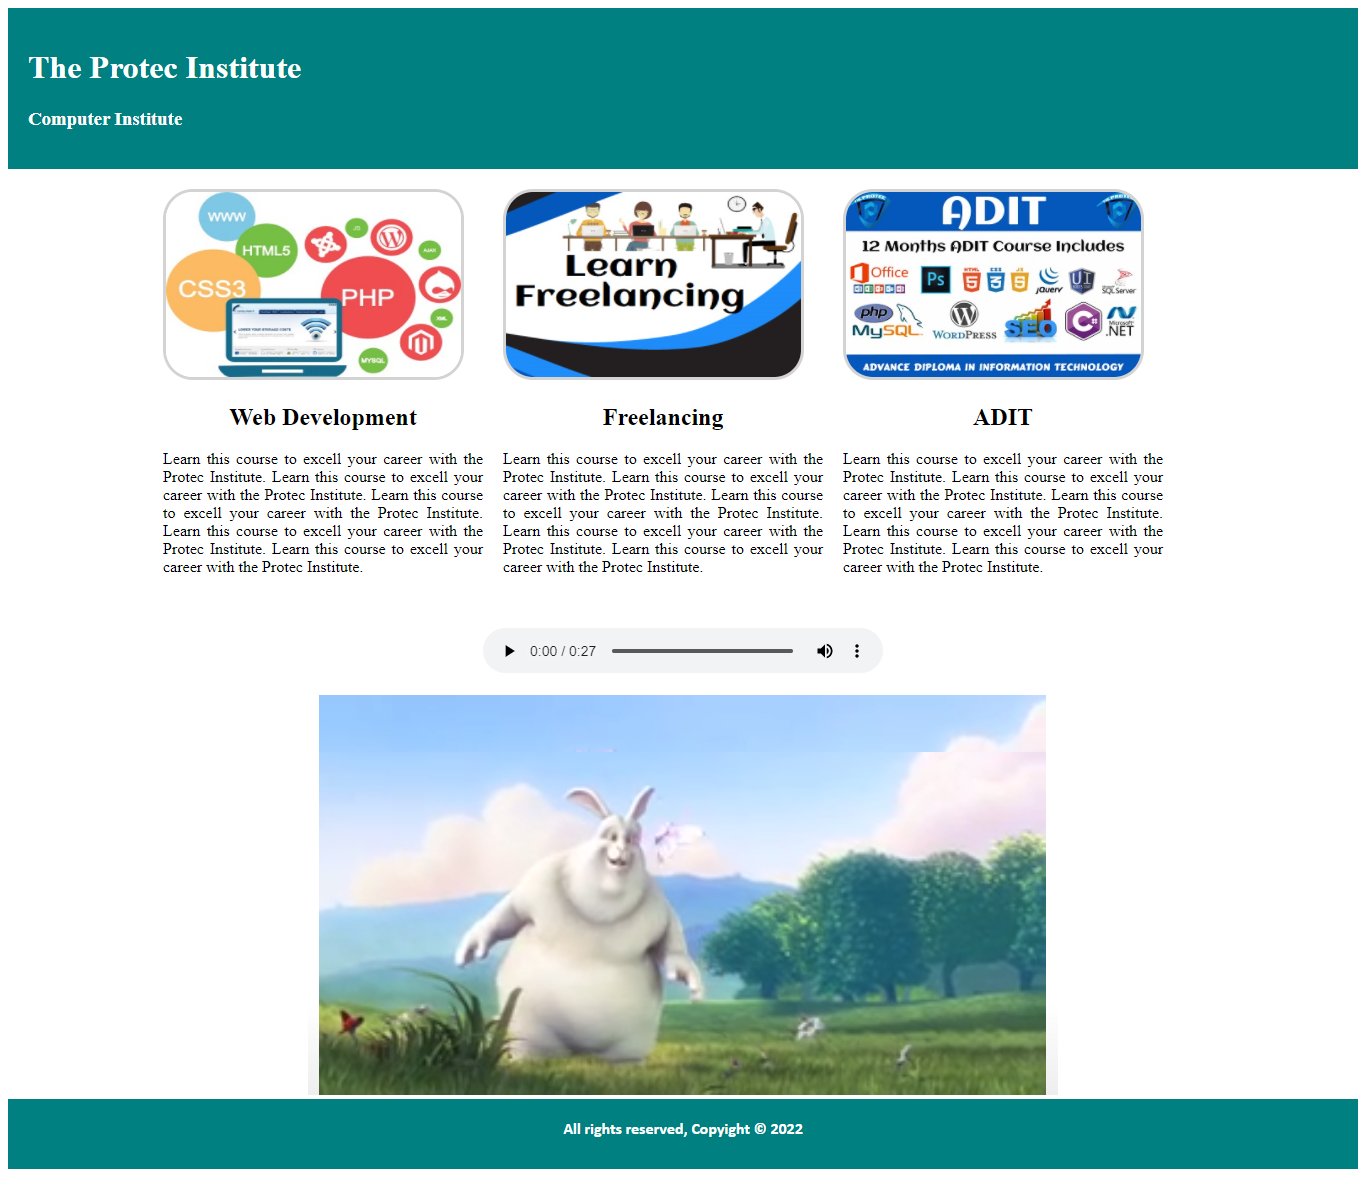 The Protec Institute
Computer Institute
WWW
HTML5
JS
AJAX
CSS3
PHP
XML
MYSQL
LOWER YOUR STORAGE COSTS
Learn
Freelancing
ADIT
12 Months ADIT Course Includes
Office
Ps
HTML
CSS
JS
jQuery
UI
SQL Server
php
MySQL
WORDPRESS
SEO
C#
Microsoft
.NET
ADVANCE DIPLOMA IN INFORMATION TECHNOLOGY
Web Development
Learn this course to excell your career with the
Protec Institute. Learn this course to excell your
career with the Protec Institute. Learn this course
to excell your career with the Protec Institute.
Learn this course to excell your career with the
Protec Institute. Learn this course to excell your
career with the Protec Institute.
Freelancing
Learn this course to excell your career with the
Protec Institute. Learn this course to excell your
career with the Protec Institute. Learn this course
to excell your career with the Protec Institute.
Learn this course to excell your career with the
Protec Institute. Learn this course to excell your
career with the Protec Institute.
ADIT
Learn this course to excell your career with the
Protec Institute. Learn this course to excell your
career with the Protec Institute. Learn this course
to excell your career with the Protec Institute.
Learn this course to excell your career with the
Protec Institute. Learn this course to excell your
career with the Protec Institute.
0:00 / 0:27
All rights reserved, Copyight © 2022